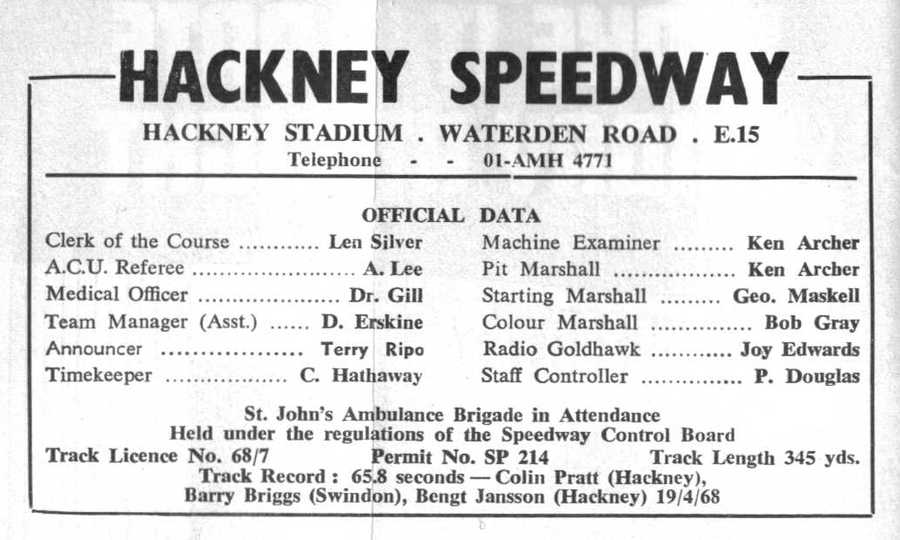 HACKNEY SPEEDWAY
HACKNEY STADIUM . WATERDEN ROAD . E.15
Telephone - - 01-AMH 4771
OFFICIAL DATA
Clerk of the Course ............ Len Silver
A.C.U. Referee ......................... A. Lee
Medical Officer ..................... Dr. Gill
Team Manager (Asst.) ...... D. Erskine
Announcer .................. Terry Ripo
Timekeeper .................. C. Hathaway
Machine Examiner ......... Ken Archer
Pit Marshall .................. Ken Archer
Starting Marshall ......... Geo. Maskell
Colour Marshall ............... Bob Gray
Radio Goldhawk ............ Joy Edwards
Staff Controller ............... P. Douglas
St. John's Ambulance Brigade in Attendance
Held under the regulations of the Speedway Control Board
Track Licence No. 68/7 Permit No. SP 214 Track Length 345 yds.
Track Record : 65.8 seconds — Colin Pratt (Hackney),
Barry Briggs (Swindon), Bengt Jansson (Hackney) 19/4/68